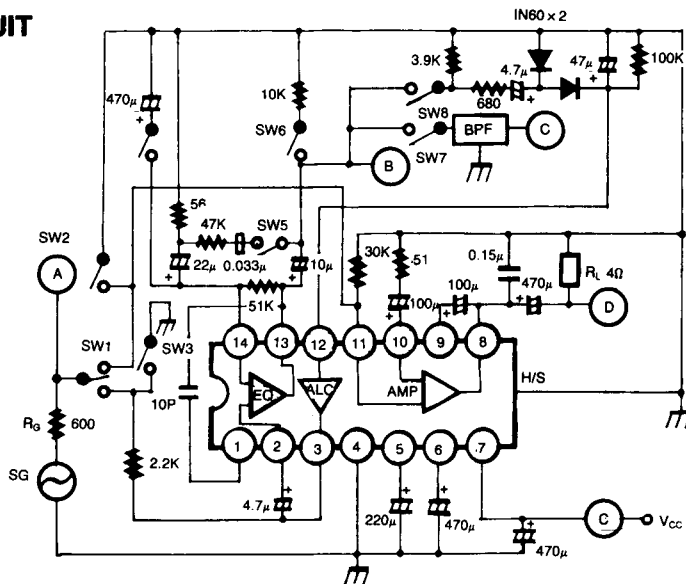 UIT
IN60 × 2
3.9K
4.7μ
+
47μ
+
100K
470μ
+
10K
680
SW6
SW8
BPF
C
SW7
B
56
47K
SW5
SW2
A
22μ
+
0.033μ
10μ
+
30K
51
0.15μ
RL 4Ω
51K
100μ
+
100μ
+
470μ
+
D
SW1
SW3
14
13
12
11
10
9
8
H/S
10P
EQ
ALC
AMP
RG
600
1
2
3
4
5
6
7
SG
2.2K
4.7μ
+
220μ
+
470μ
+
+
470μ
C
VCC